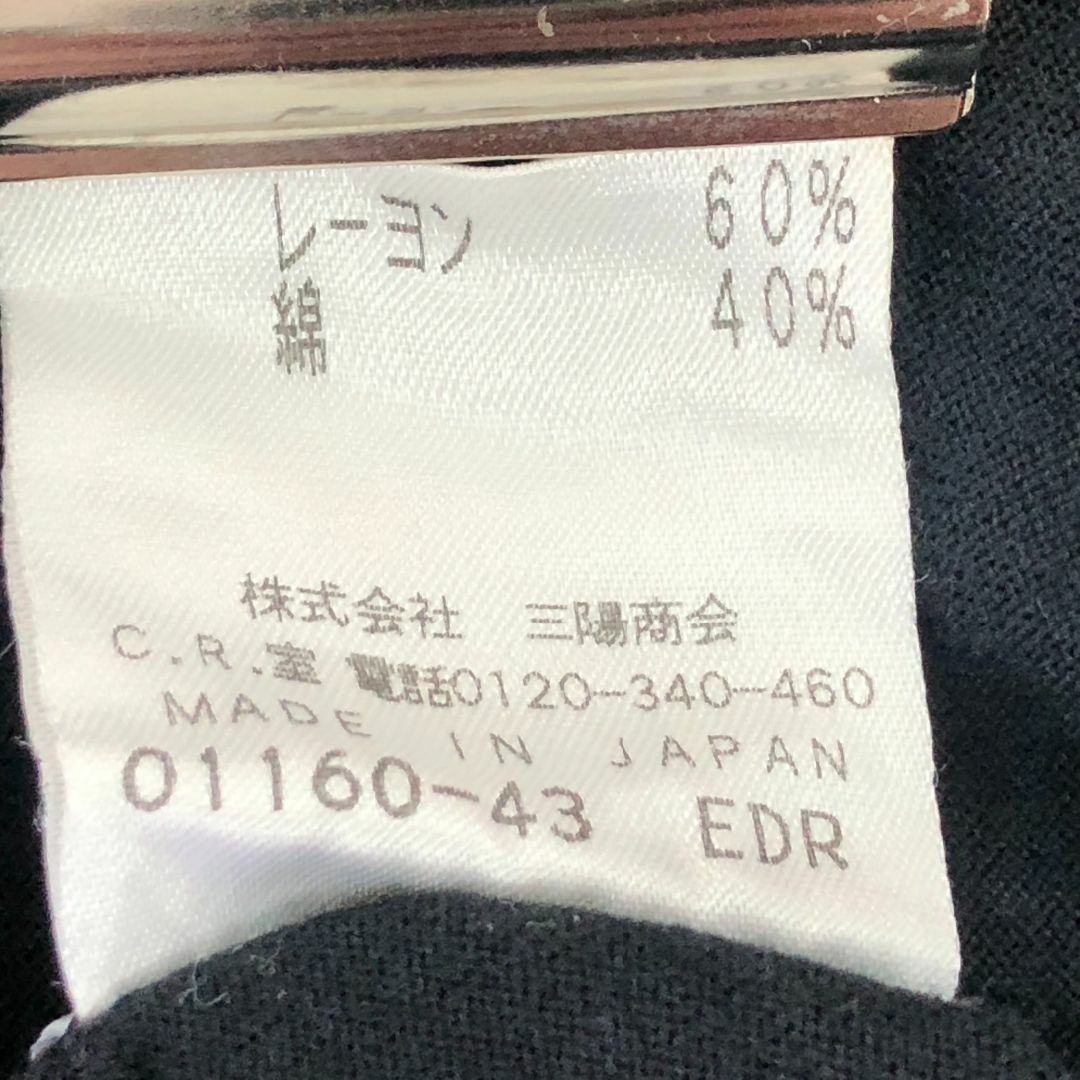 レーヨン 60%
綿 40%
株式会社 三陽商会
C.R.室 電話0120-340-460
MADE IN JAPAN
01160-43 EDR